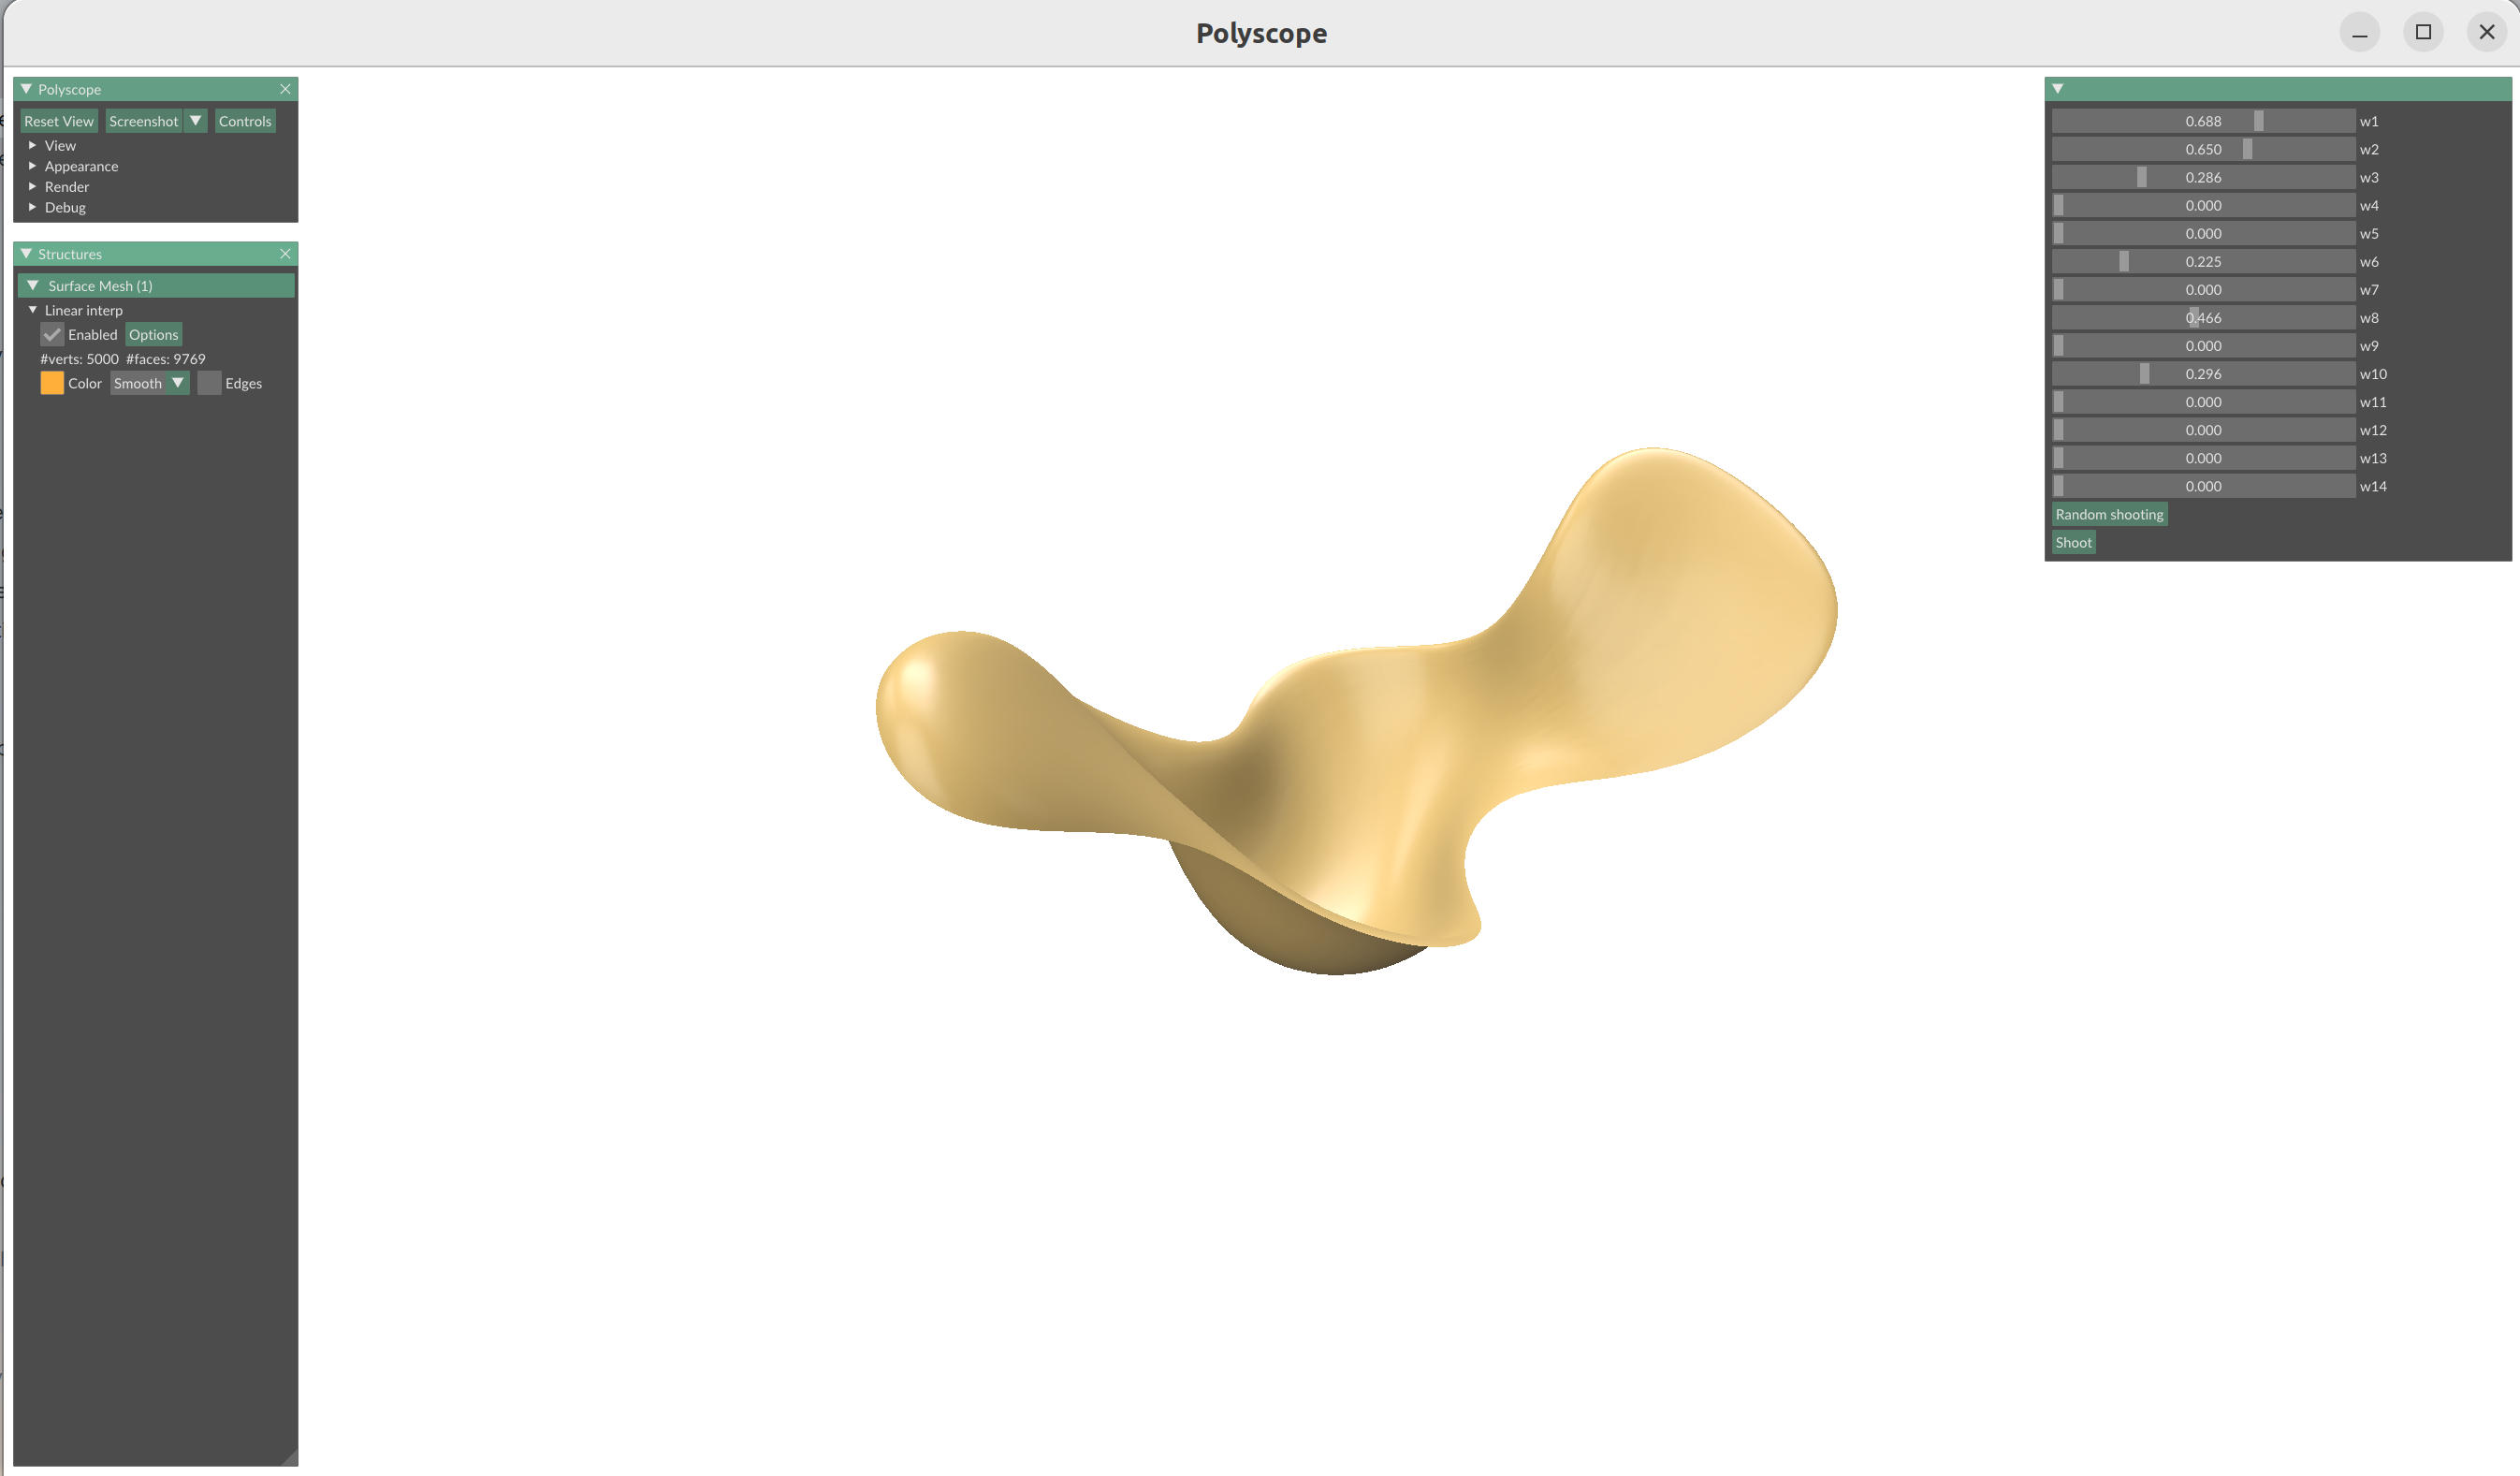 Polyscope
Polyscope
Reset View Screenshot Controls
View
Appearance
Render
Debug
Structures
Surface Mesh (1)
Linear interp
Enabled Options
#verts: 5000 #faces: 9769
Color Smooth Edges
0.688 w1
0.650 w2
0.286 w3
0.000 w4
0.000 w5
0.225 w6
0.000 w7
0.466 w8
0.000 w9
0.296 w10
0.000 w11
0.000 w12
0.000 w13
0.000 w14
Random shooting
Shoot